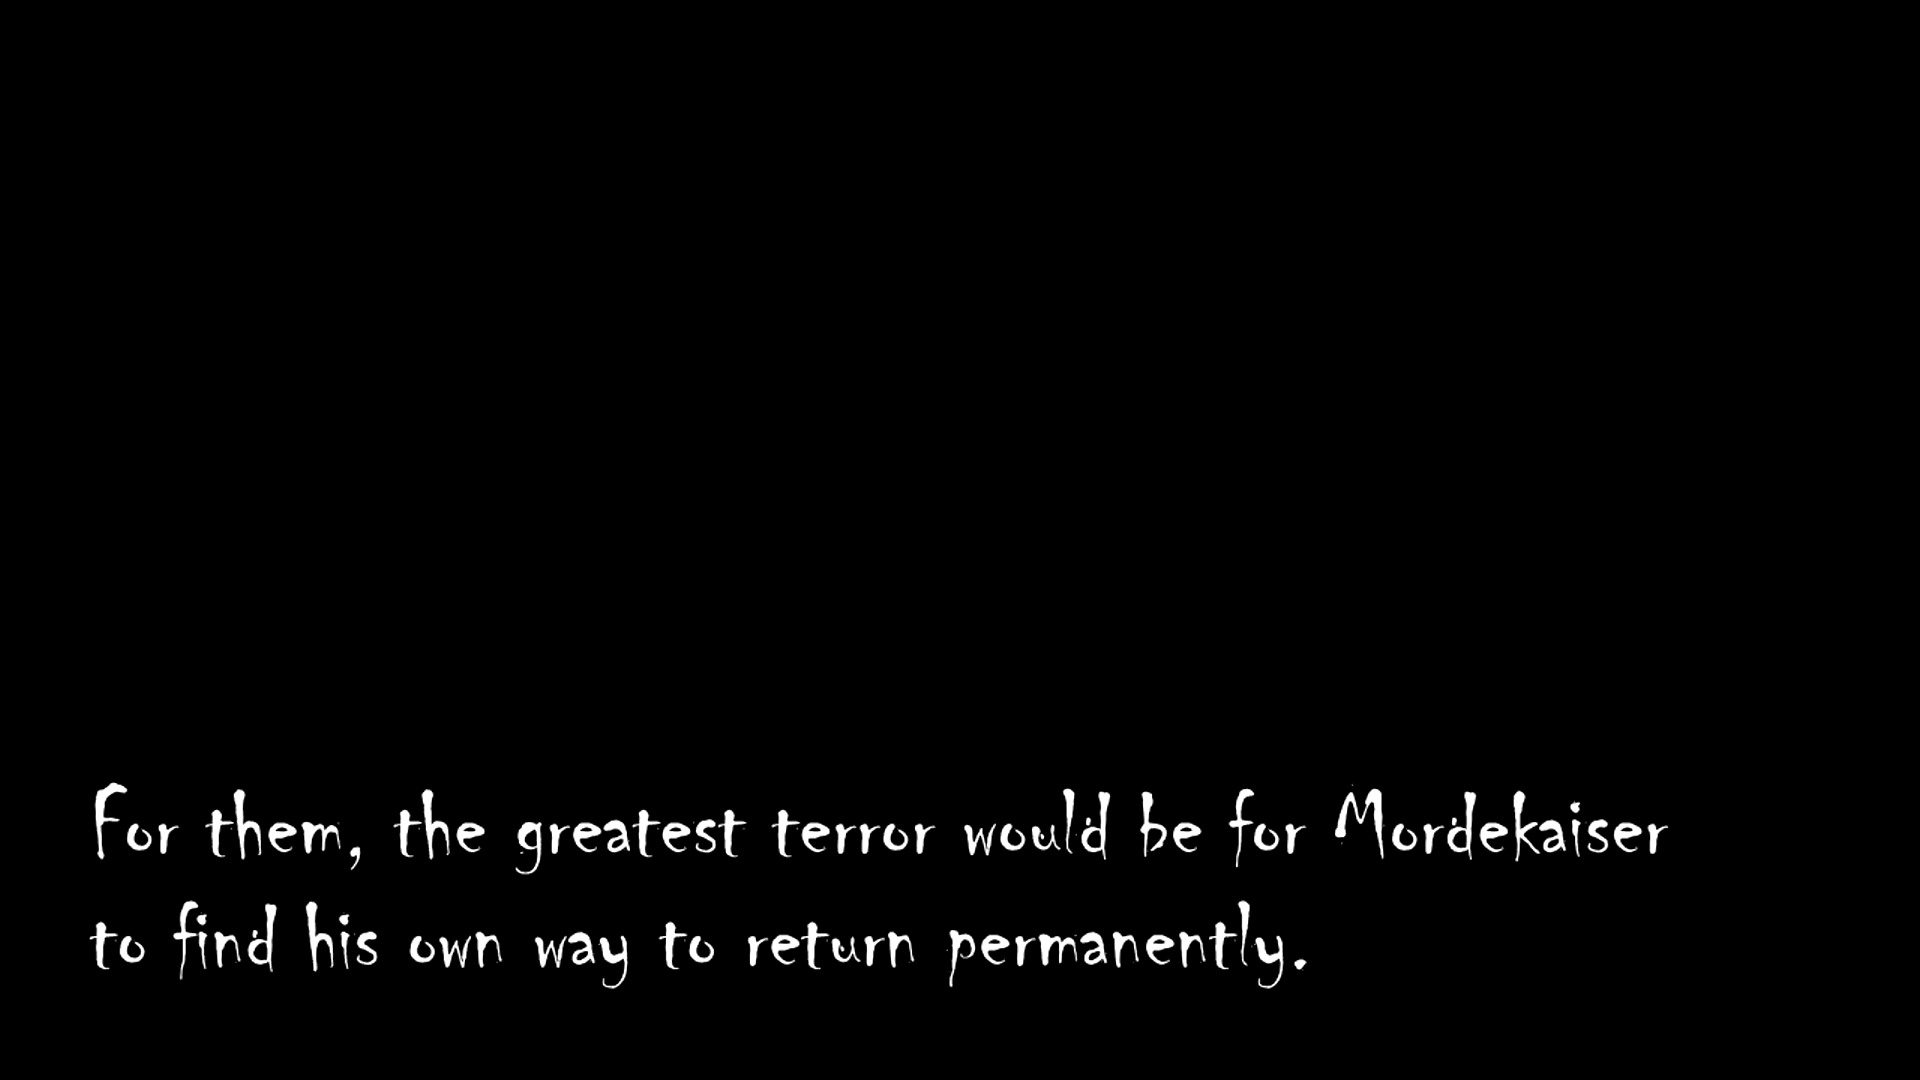 For them, the greatest terror would be for Mordekaiser
to find his own way to return permanently.